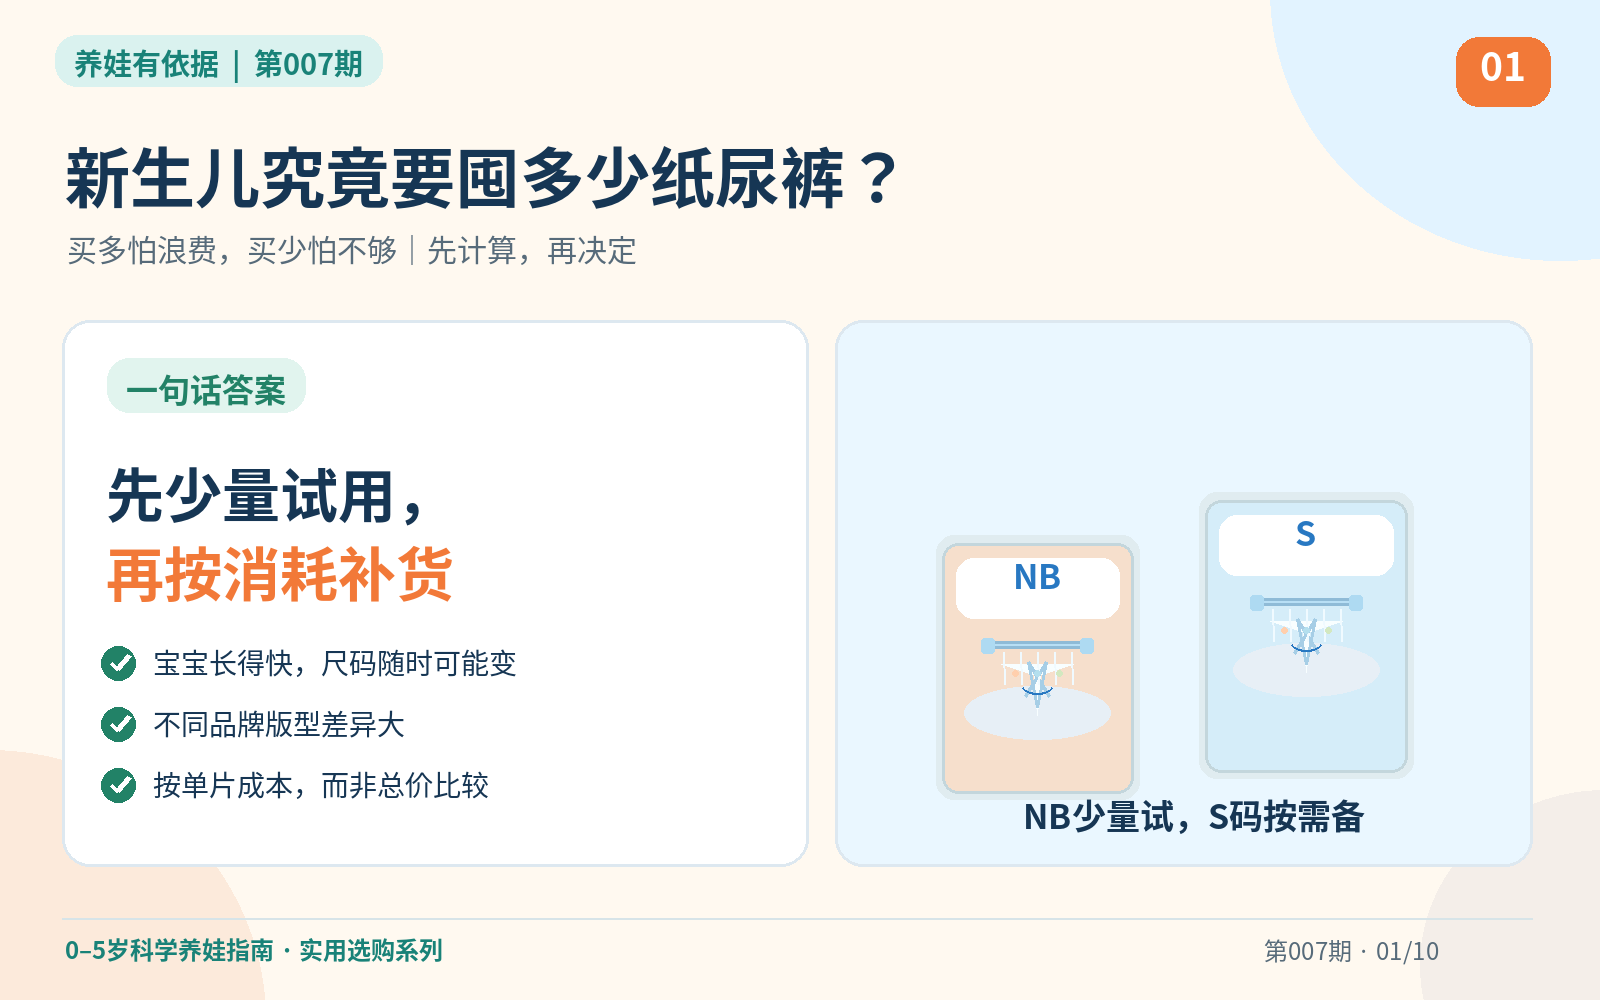 养娃有依据 | 第007期
01
新生儿究竟要囤多少纸尿裤？
买多怕浪费，买少怕不够｜先计算，再决定
一句话答案
先少量试用，
再按消耗补货
宝宝长得快，尺码随时可能变
不同品牌版型差异大
按单片成本，而非总价比较
NB
S
NB少量试，S码按需备
0–5岁科学养娃指南 · 实用选购系列
第007期 · 01/10